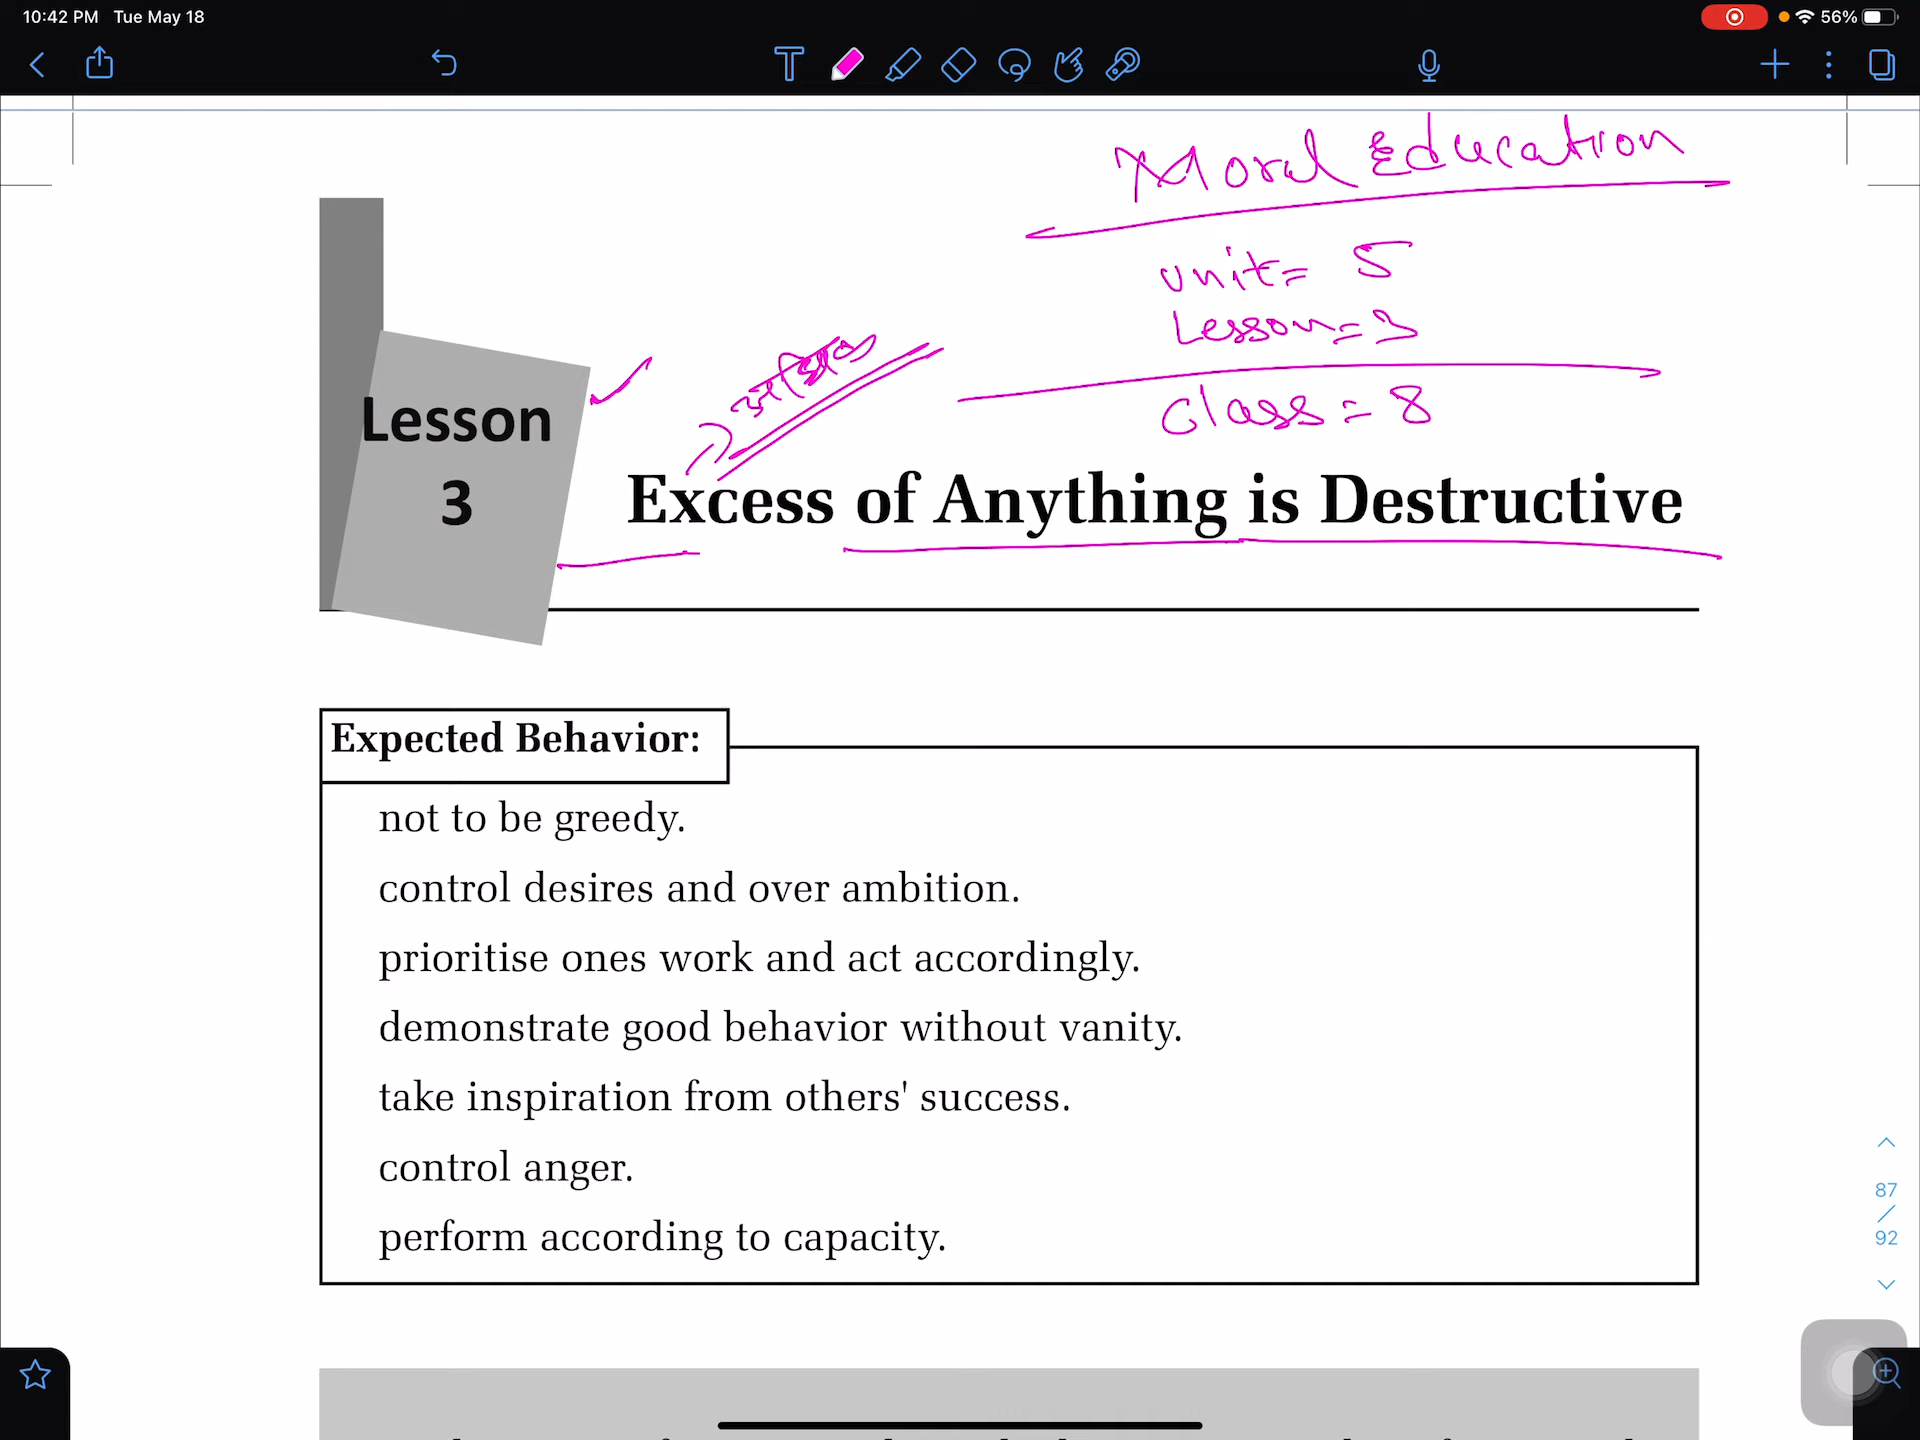 10:42 PM Tue May 18
56%
Moral Education
unit= 5
Lesson=3
Class = 8
Lesson
3
Excess of Anything is Destructive
Expected Behavior:
not to be greedy.
control desires and over ambition.
prioritise ones work and act accordingly.
demonstrate good behavior without vanity.
take inspiration from others' success.
control anger.
perform according to capacity.
87
/
92